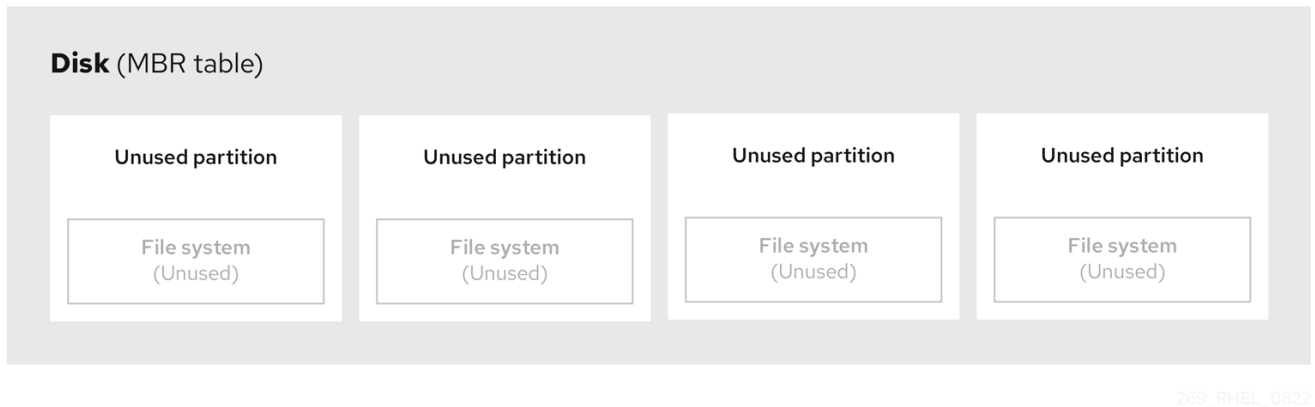 Disk (MBR table)
Unused partition
File system
(Unused)
Unused partition
File system
(Unused)
Unused partition
File system
(Unused)
Unused partition
File system
(Unused)
269_RHEL_0822